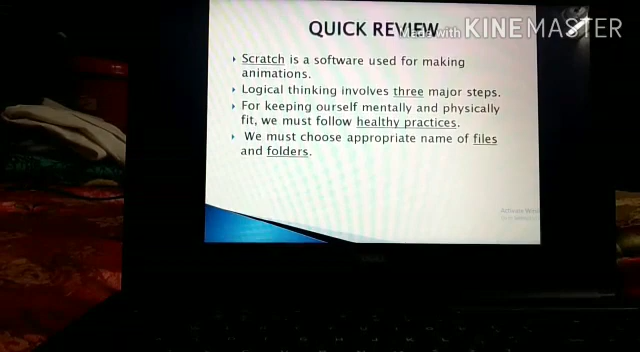 QUICK REVIEW
Made with KINEMASTER
Scratch is a software used for making
animations.
Logical thinking involves three major steps.
For keeping ourself mentally and physically
fit, we must follow healthy practices.
We must choose appropriate name of files
and folders.
Activate